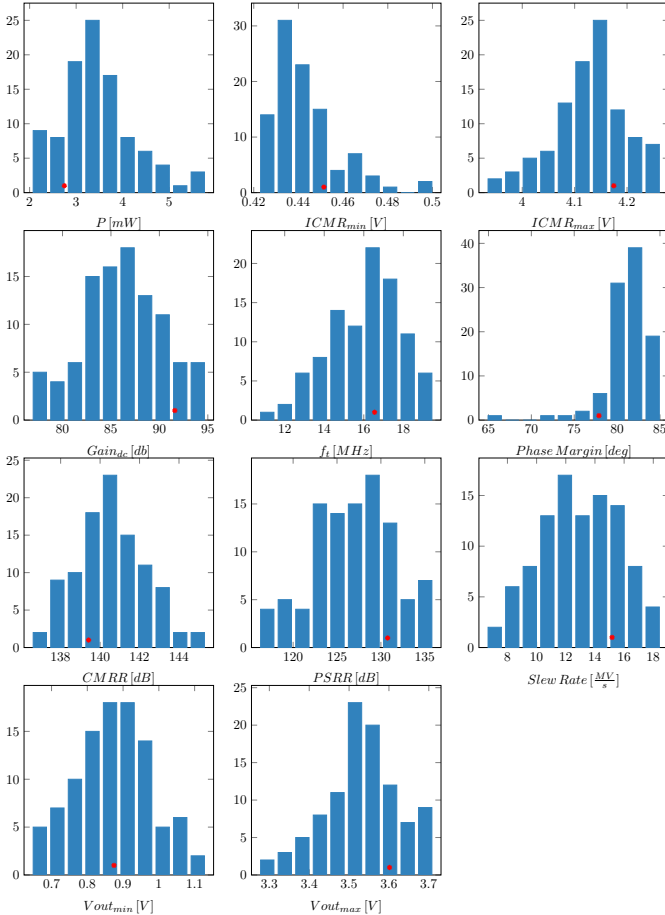 25
20
15
10
5
0
2 3 4 5
P [mW]
30
20
10
0
0.42 0.44 0.46 0.48 0.5
ICMR_min [V]
25
20
15
10
5
0
4 4.1 4.2
ICMR_max [V]
15
10
5
0
80 85 90 95
Gain_dc [db]
20
15
10
5
0
12 14 16 18
f_t [MHz]
40
30
20
10
0
65 70 75 80 85
Phase Margin [deg]
25
20
15
10
5
0
138 140 142 144
CMRR [dB]
20
15
10
5
0
120 125 130 135
PSRR [dB]
15
10
5
0
8 10 12 14 16 18
Slew Rate [MV/s]
15
10
5
0
0.7 0.8 0.9 1 1.1
Vout_min [V]
25
20
15
10
5
0
3.3 3.4 3.5 3.6 3.7
Vout_max [V]